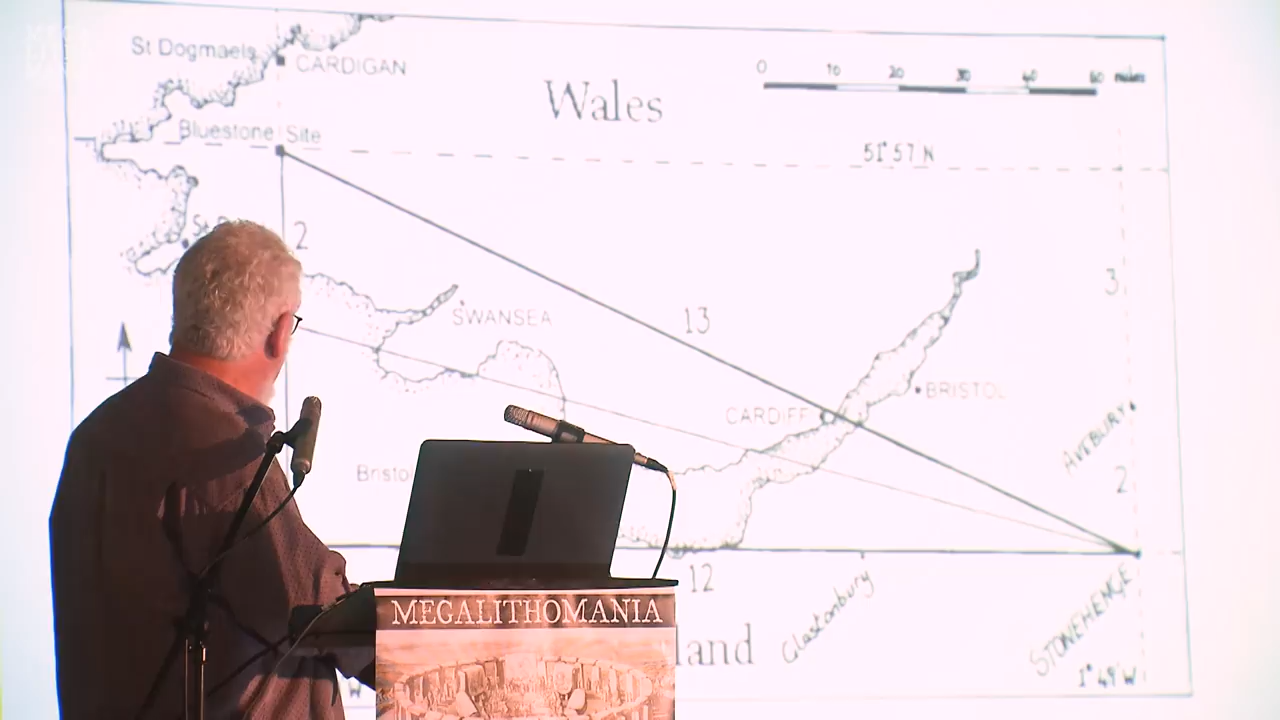 St Dogmaels
CARDIGAN
Wales
0 10 20 30 40 miles
Bluestone Site
51° 57 N
2
SWANSEA
13
3
CARDIFF
BRISTOL
AVEBURY
Bristol
2
12
MEGALITHOMANIA
land
Glastonbury
STONEHENGE
W
1° 49 W